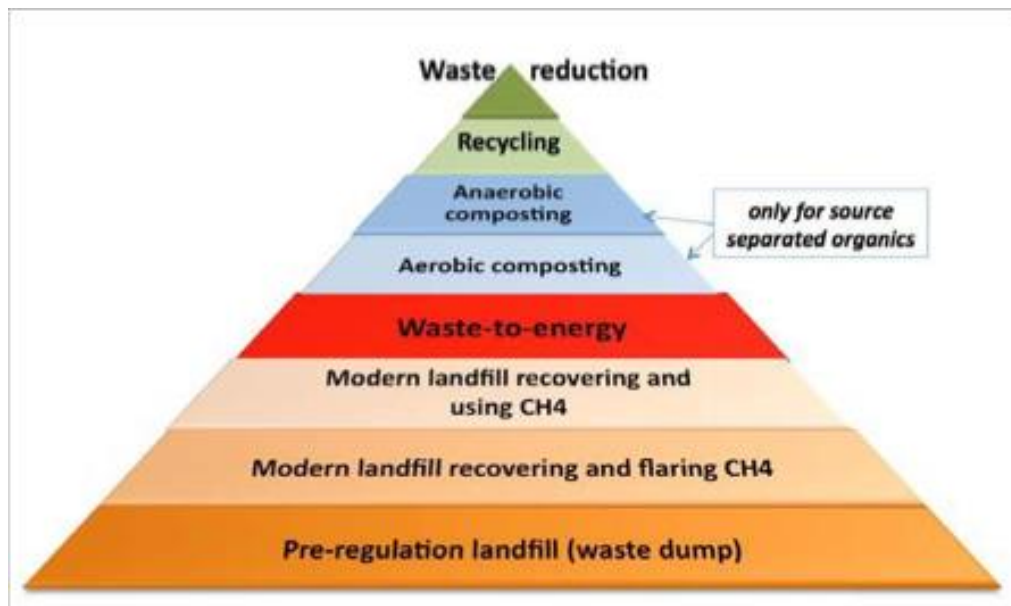 Waste reduction
Recycling
Anaerobic
composting
only for source
separated organics
Aerobic composting
Waste-to-energy
Modern landfill recovering and
using CH4
Modern landfill recovering and flaring CH4
Pre-regulation landfill (waste dump)